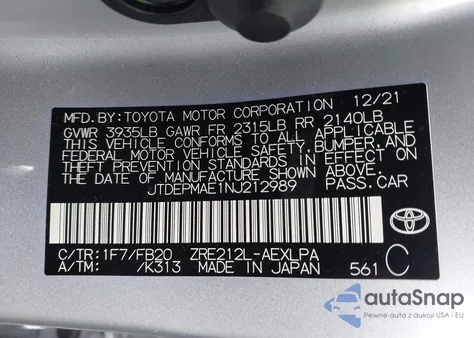 MFD. BY: TOYOTA MOTOR CORPORATION 12/21
GVWR 3935LB GAWR FR 2315LB RR 2140LB
THIS VEHICLE CONFORMS TO ALL APPLICABLE
FEDERAL MOTOR VEHICLE SAFETY, BUMPER, AND
THEFT PREVENTION STANDARDS IN EFFECT ON
THE DATE OF MANUFACTURE SHOWN ABOVE.
JTDEPMAE1NJ212989 PASS.CAR
C/TR: 1F7/FB20 ZRE212L-AEXLPA
A/TM: /K313 MADE IN JAPAN 561 C
TOYOTA
autoSnap
Pewne auta z aukcji USA i EU